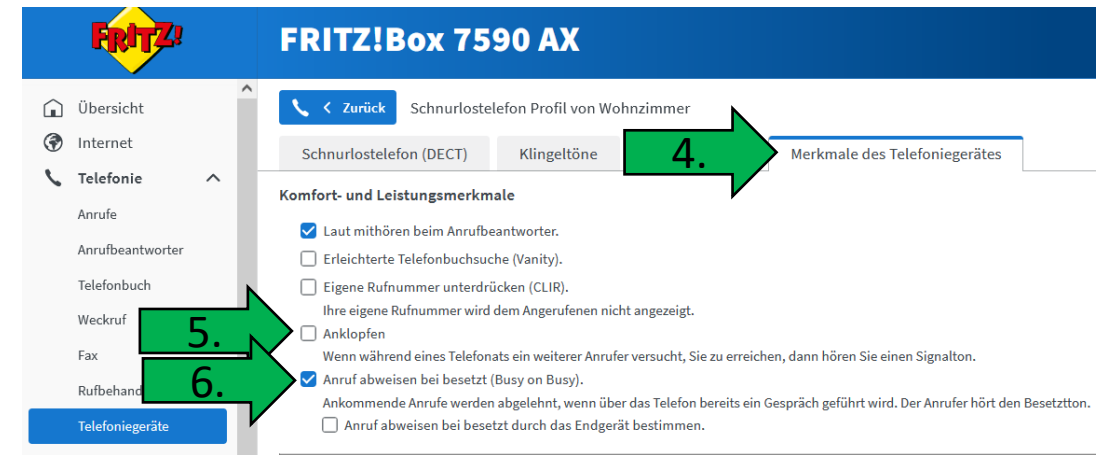 FRITZ!
FRITZ!Box 7590 AX
Übersicht
Internet
Telefonie
Anrufe
Anrufbeantworter
Telefonbuch
Weckruf
Fax
Rufbehand
Telefoniegeräte
< Zurück
Schnurlostelefon Profil von Wohnzimmer
Schnurlostelefon (DECT)
Klingeltöne
4.
Merkmale des Telefoniegerätes
Komfort- und Leistungsmerkmale
Laut mithören beim Anrufbeantworter.
Erleichterte Telefonbuchsuche (Vanity).
Eigene Rufnummer unterdrücken (CLIR).
Ihre eigene Rufnummer wird dem Angerufenen nicht angezeigt.
5.
Anklopfen
Wenn während eines Telefonats ein weiterer Anrufer versucht, Sie zu erreichen, dann hören Sie einen Signalton.
6.
Anruf abweisen bei besetzt (Busy on Busy).
Ankommende Anrufe werden abgelehnt, wenn über das Telefon bereits ein Gespräch geführt wird. Der Anrufer hört den Besetztton.
Anruf abweisen bei besetzt durch das Endgerät bestimmen.